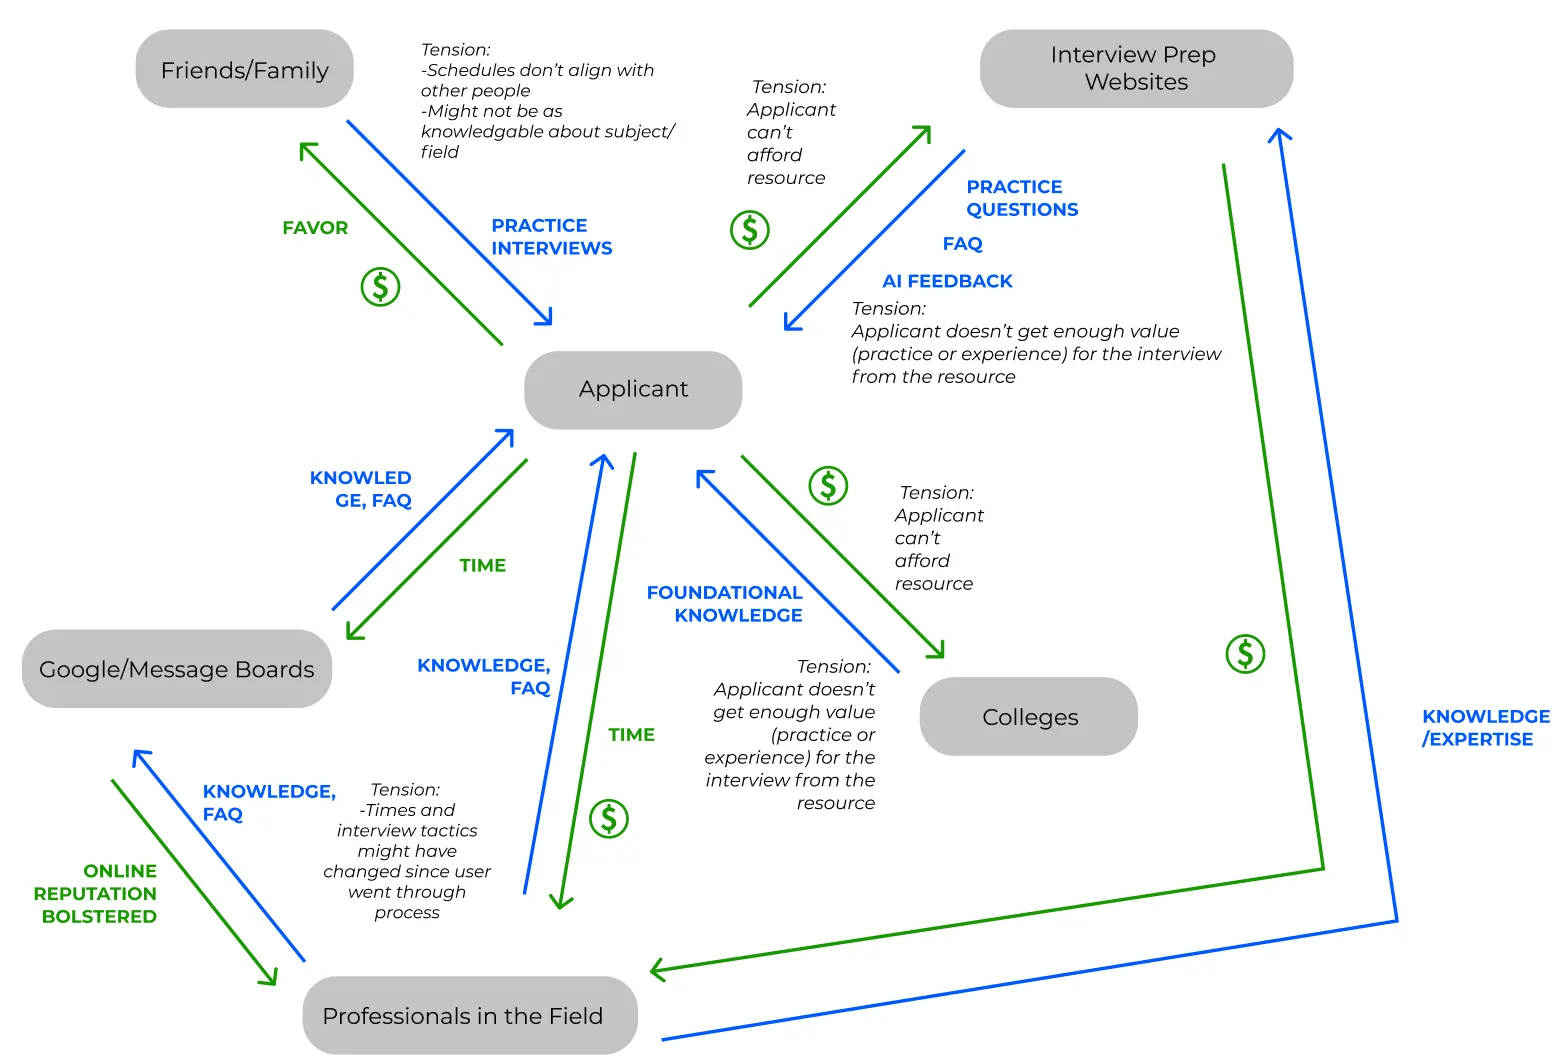 Friends/Family
Tension:
-Schedules don't align with
other people
-Might not be as
knowledgable about subject/
field
Tension:
Applicant
can't
afford
resource
Interview Prep
Websites
FAVOR
$
PRACTICE
INTERVIEWS
$
PRACTICE
QUESTIONS
FAQ
AI FEEDBACK
Tension:
Applicant doesn't get enough value
(practice or experience) for the interview
from the resource
Applicant
KNOWLED
GE, FAQ
TIME
$
Tension:
Applicant
can't
afford
resource
FOUNDATIONAL
KNOWLEDGE
Google/Message Boards
KNOWLEDGE,
FAQ
TIME
$
Tension:
Applicant doesn't
get enough value
(practice or
experience) for the
interview from the
resource
Colleges
$
KNOWLEDGE
/EXPERTISE
KNOWLEDGE,
FAQ
Tension:
-Times and
interview tactics
might have
changed since user
went through
process
ONLINE
REPUTATION
BOLSTERED
Professionals in the Field